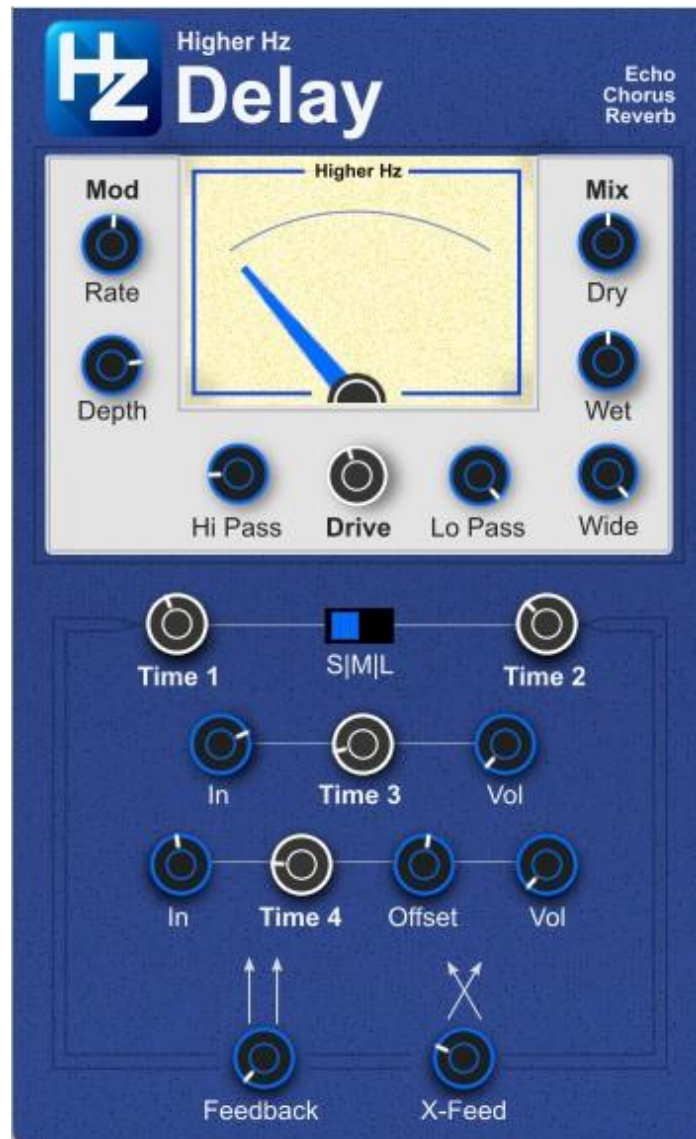 Hz
Higher Hz
Delay
Echo
Chorus
Reverb
Higher Hz
Mod
Rate
Depth
Mix
Dry
Wet
Hi Pass
Drive
Lo Pass
Wide
Time 1
S|M|L
Time 2
In
Time 3
Vol
In
Time 4
Offset
Vol
Feedback
X-Feed